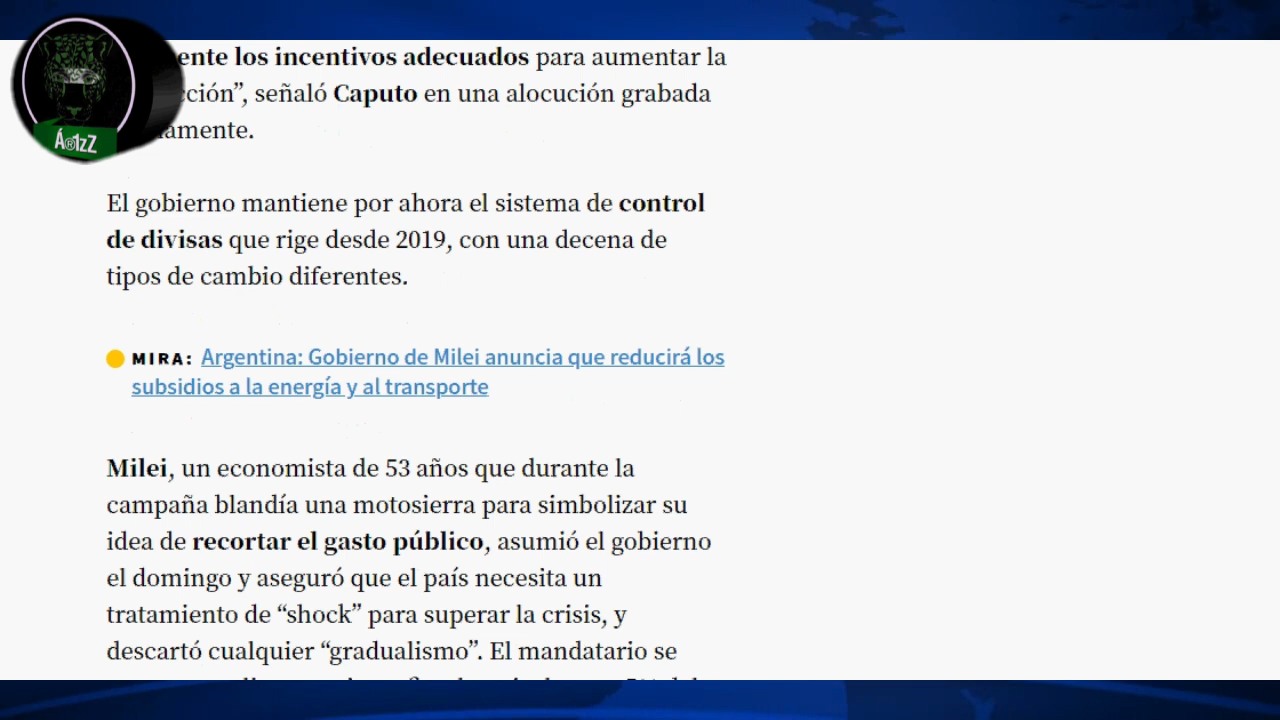 ente los incentivos adecuados para aumentar la
cción”, señaló Caputo en una alocución grabada
amente.
El gobierno mantiene por ahora el sistema de control
de divisas que rige desde 2019, con una decena de
tipos de cambio diferentes.
MIRA: Argentina: Gobierno de Milei anuncia que reducirá los
subsidios a la energía y al transporte
Milei, un economista de 53 años que durante la
campaña blandía una motosierra para simbolizar su
idea de recortar el gasto público, asumió el gobierno
el domingo y aseguró que el país necesita un
tratamiento de “shock” para superar la crisis, y
descartó cualquier “gradualismo”. El mandatario se
Á®1zZ